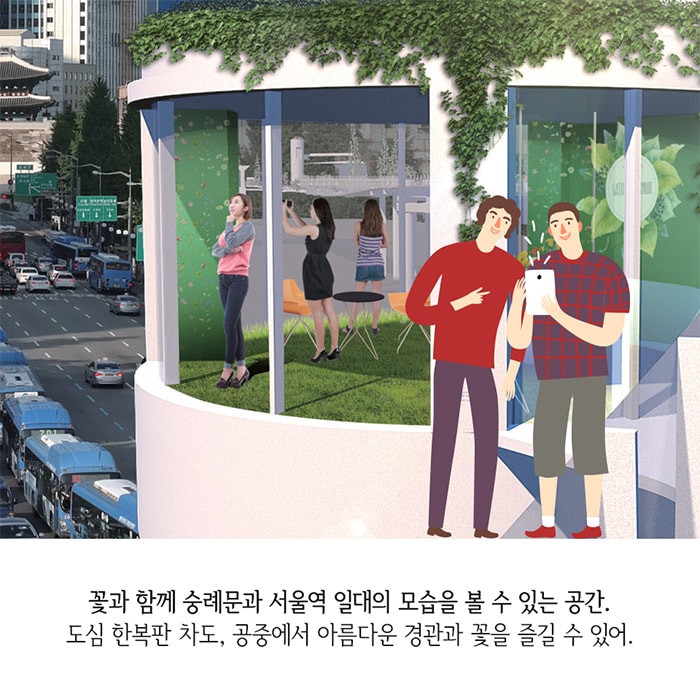 꽃과 함께 숭례문과 서울역 일대의 모습을 볼 수 있는 공간.
도심 한복판 차도, 공중에서 아름다운 경관과 꽃을 즐길 수 있어.